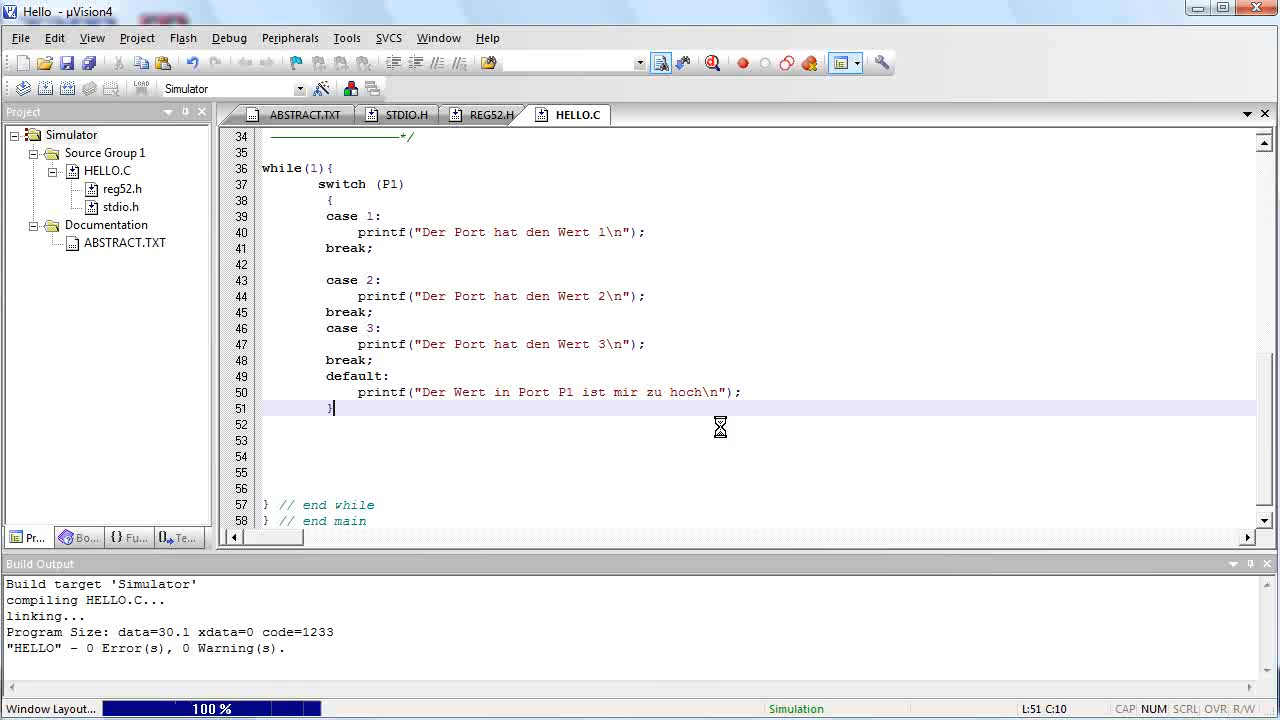 Hello - µVision4
File Edit View Project Flash Debug Peripherals Tools SVCS Window Help
LOAD Simulator
Project
ABSTRACT.TXT STDIO.H REG52.H HELLO.C
Simulator
Source Group 1
HELLO.C
reg52.h
stdio.h
Documentation
ABSTRACT.TXT
34 */
35
36 while(1){
37 switch (P1)
38 {
39 case 1:
40 printf("Der Port hat den Wert 1\n");
41 break;
42
43 case 2:
44 printf("Der Port hat den Wert 2\n");
45 break;
46 case 3:
47 printf("Der Port hat den Wert 3\n");
48 break;
49 default:
50 printf("Der Wert in Port P1 ist mir zu hoch\n");
51 }
52
53
54
55
56
57 } // end while
58 } // end main
Pr... Bo... {} Fu... Te...
Build Output
Build target 'Simulator'
compiling HELLO.C...
linking...
Program Size: data=30.1 xdata=0 code=1233
"HELLO" - 0 Error(s), 0 Warning(s).
Window Layout... 100 % Simulation L:51 C:10 CAP NUM SCRL OVR R/W